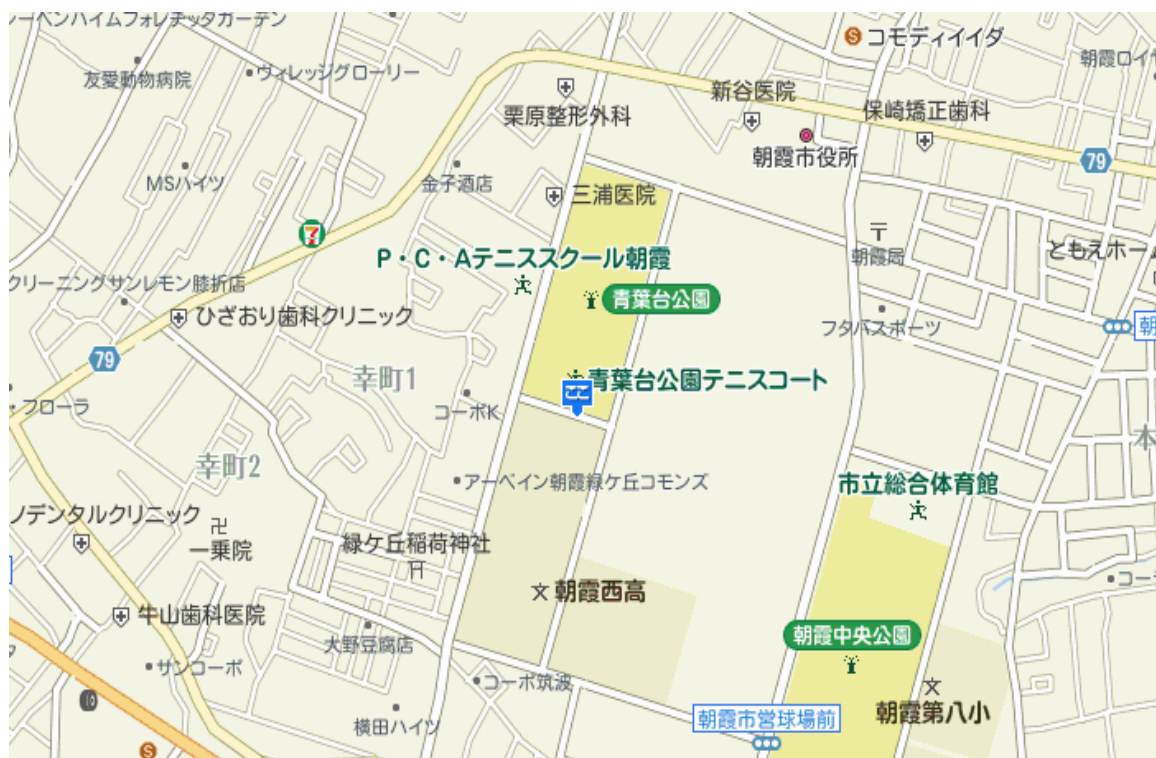 ーベンハイムフォレチッタガーデン
コモディイイダ
友愛動物病院
ヴィレッジグローリー
朝霞ロイヤ
栗原整形外科
新谷医院
保崎矯正歯科
朝霞市役所
79
MSハイツ
金子酒店
三浦医院
7
P・C・Aテニススクール朝霞
朝霞局
ともえホーム
クリーニングサンレモン膝折店
青葉台公園
ひざおり歯科クリニック
フタバスポーツ
朝
79
幸町1
青葉台公園テニスコート
ココ
フローラ
コーポK
本
幸町2
アーベイン朝霞緑ケ丘コモンズ
市立総合体育館
ノデンタルクリニック
一乗院
緑ケ丘稲荷神社
コーラ
朝霞西高
牛山歯科医院
大野豆腐店
朝霞中央公園
サンコーポ
コーポ筑波
朝霞第八小
横田ハイツ
朝霞市営球場前